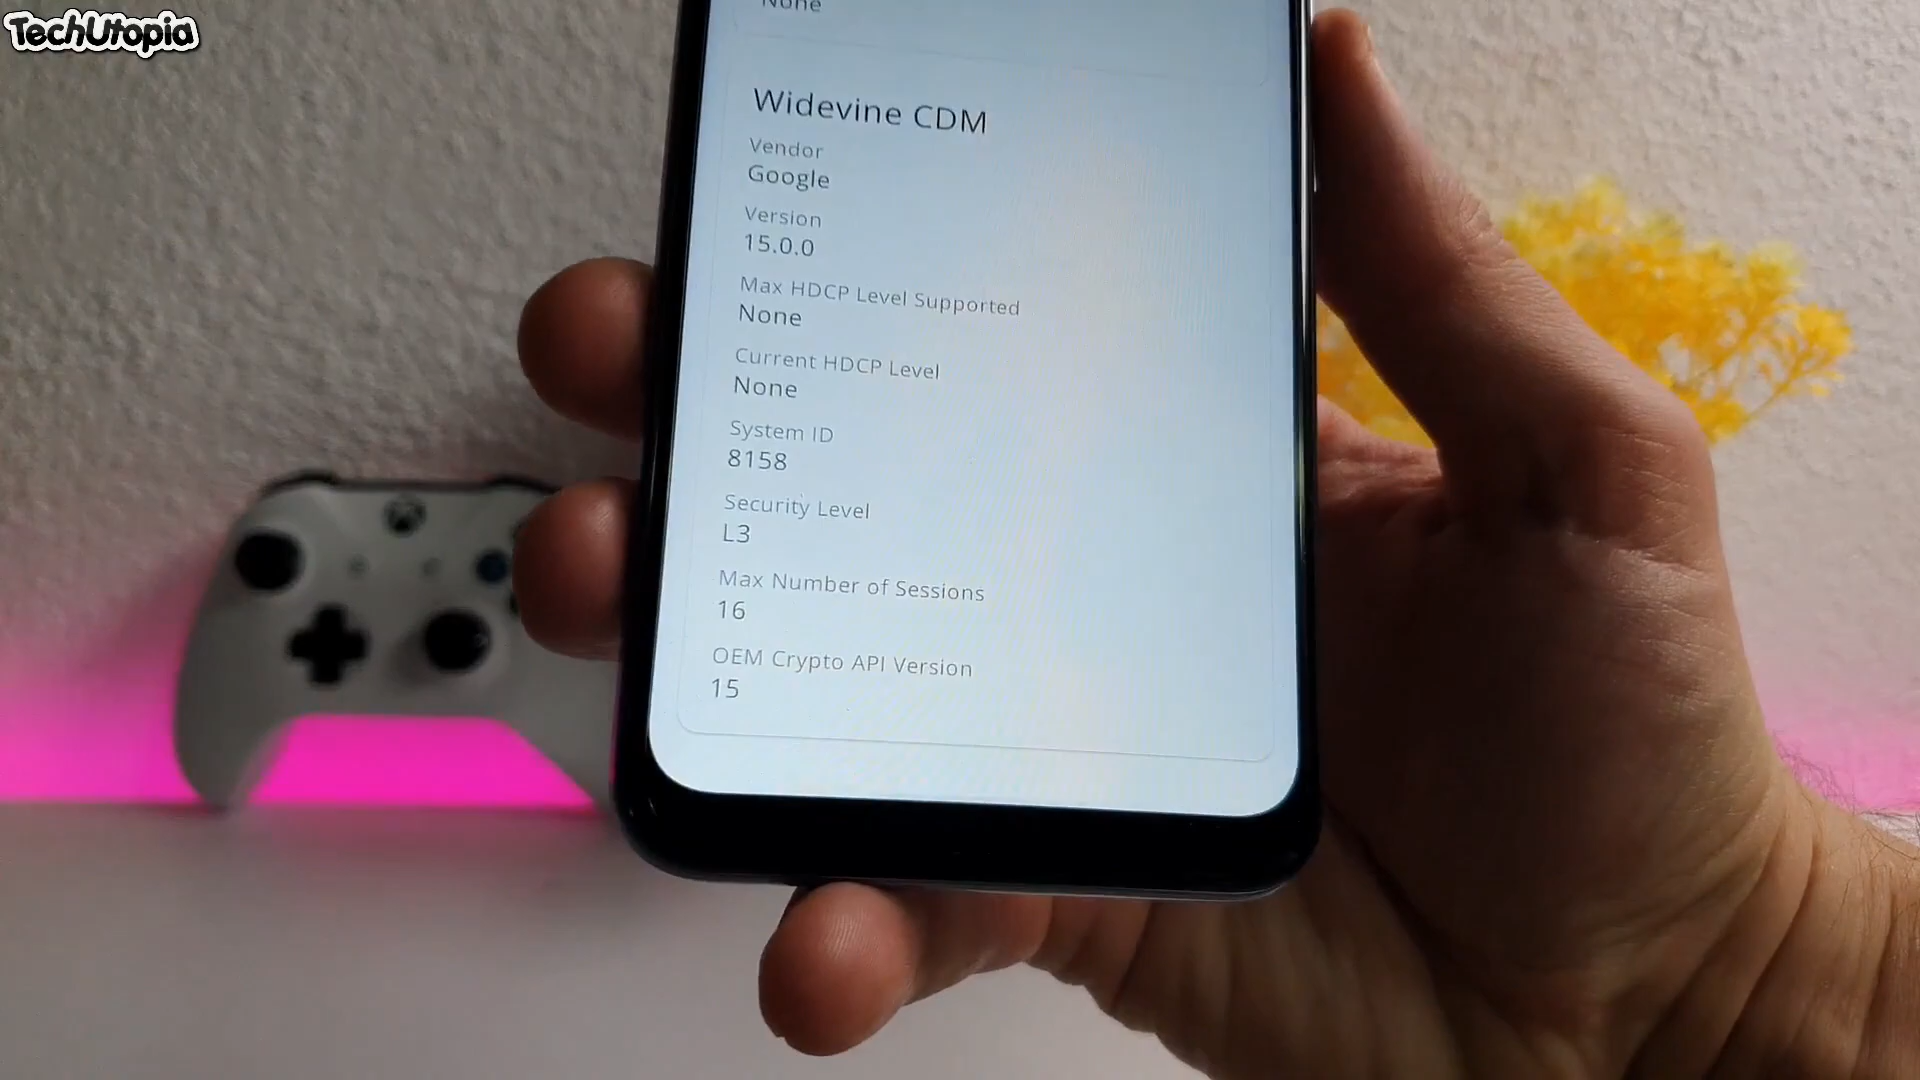 TechUtopia
None
Widevine CDM
Vendor
Google
Version
15.0.0
Max HDCP Level Supported
None
Current HDCP Level
None
System ID
8158
Security Level
L3
Max Number of Sessions
16
OEM Crypto API Version
15